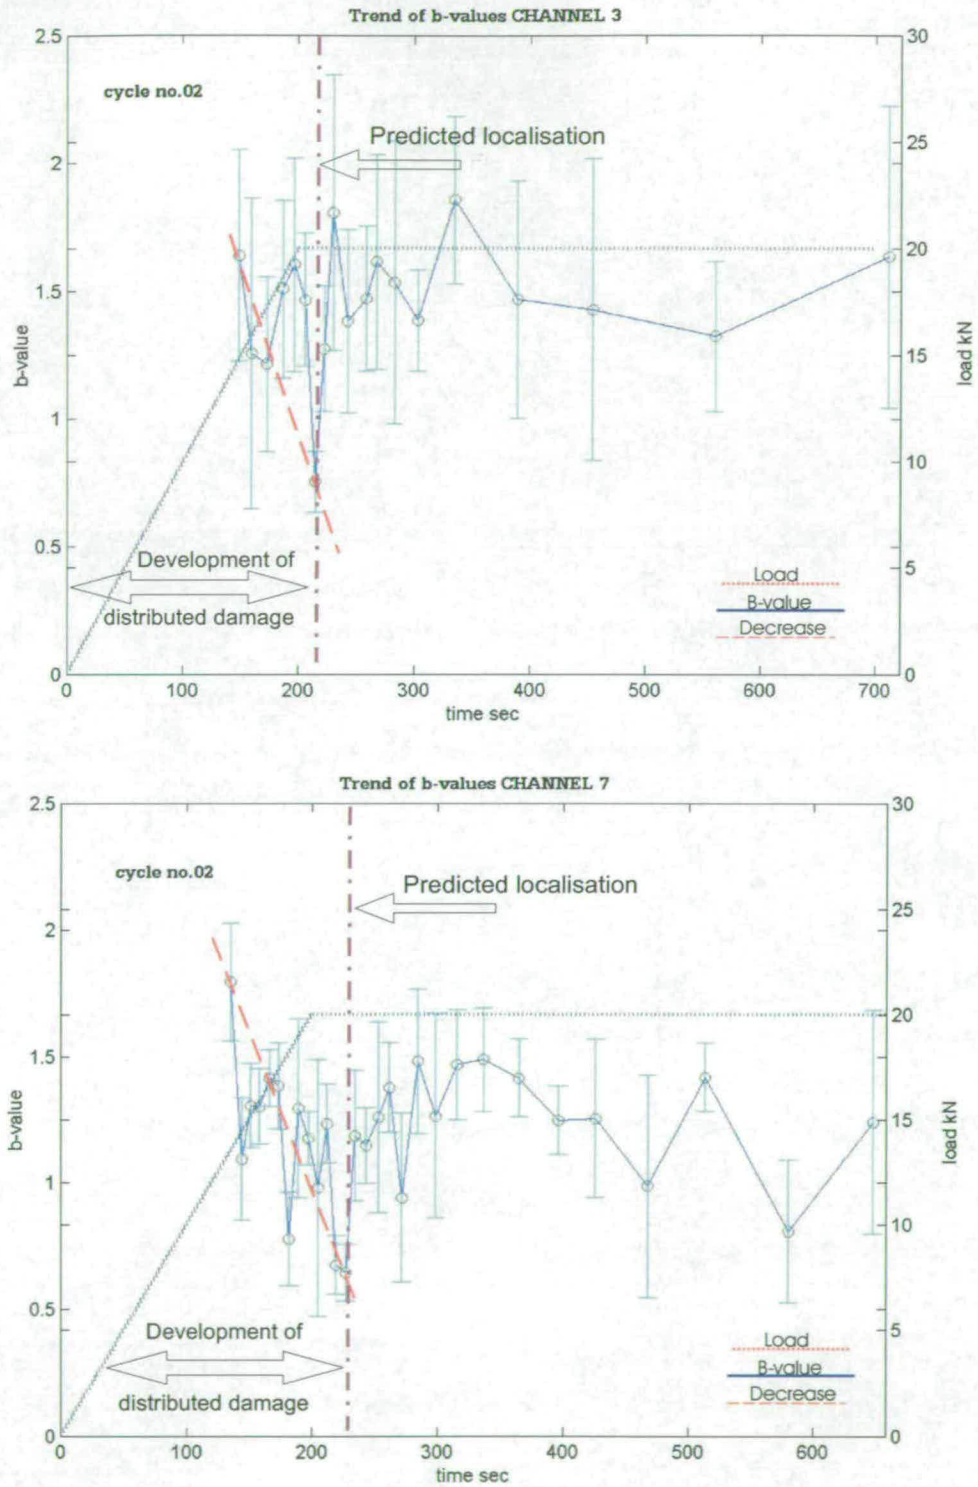 Trend of b-values CHANNEL 3
2.5
30
cycle no.02
Predicted localisation
25
2
20
1.5
15
b-value
load kN
1
10
Development of
distributed damage
0.5
5
Load
B-value
Decrease
0
0
0 100 200 300 400 500 600 700
time sec
Trend of b-values CHANNEL 7
2.5
30
cycle no.02
Predicted localisation
25
2
20
1.5
15
b-value
load kN
1
10
0.5
5
Development of
distributed damage
Load
B-value
Decrease
0
0
0 100 200 300 400 500 600
time sec